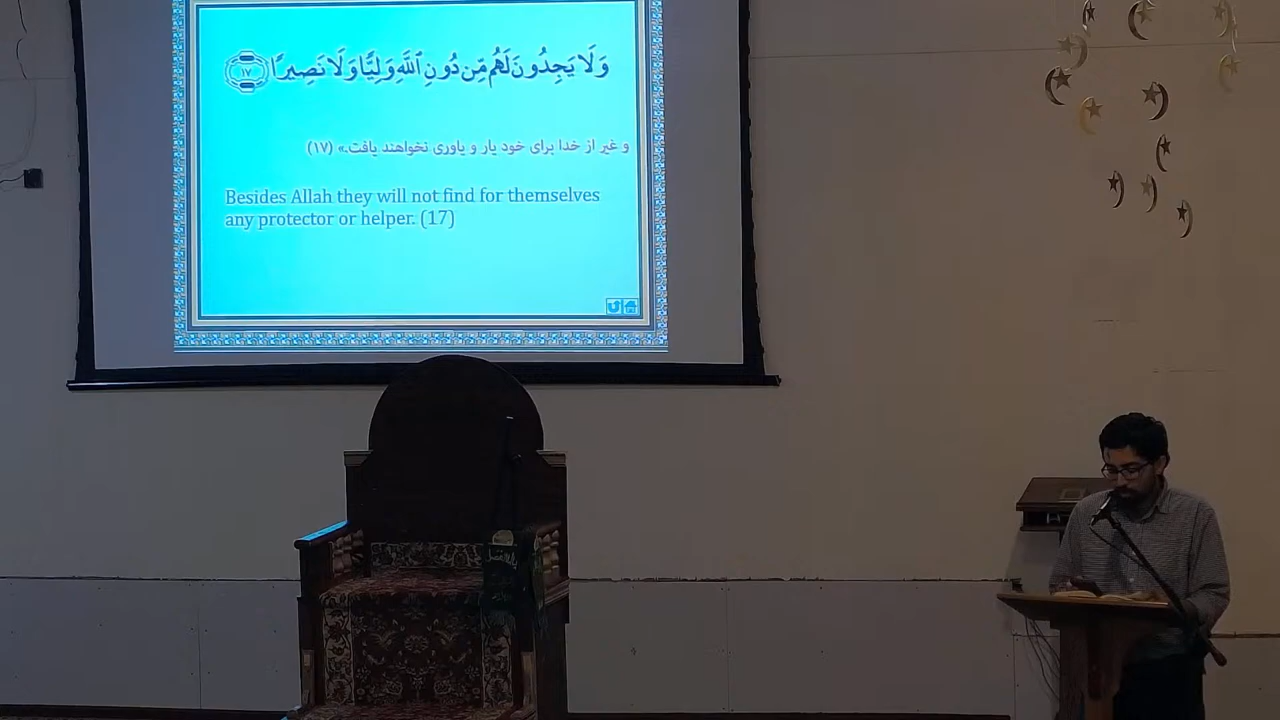 وَلَا يَجِدُونَ لَهُم مِّن دُونِ ٱللَّهِ وَلِيًّا وَلَا نَصِيرًا ١٧
و غیر از خدا برای خود یار و یاوری نخواهند یافت.» (۱۷)
Besides Allah they will not find for themselves
any protector or helper. (17)